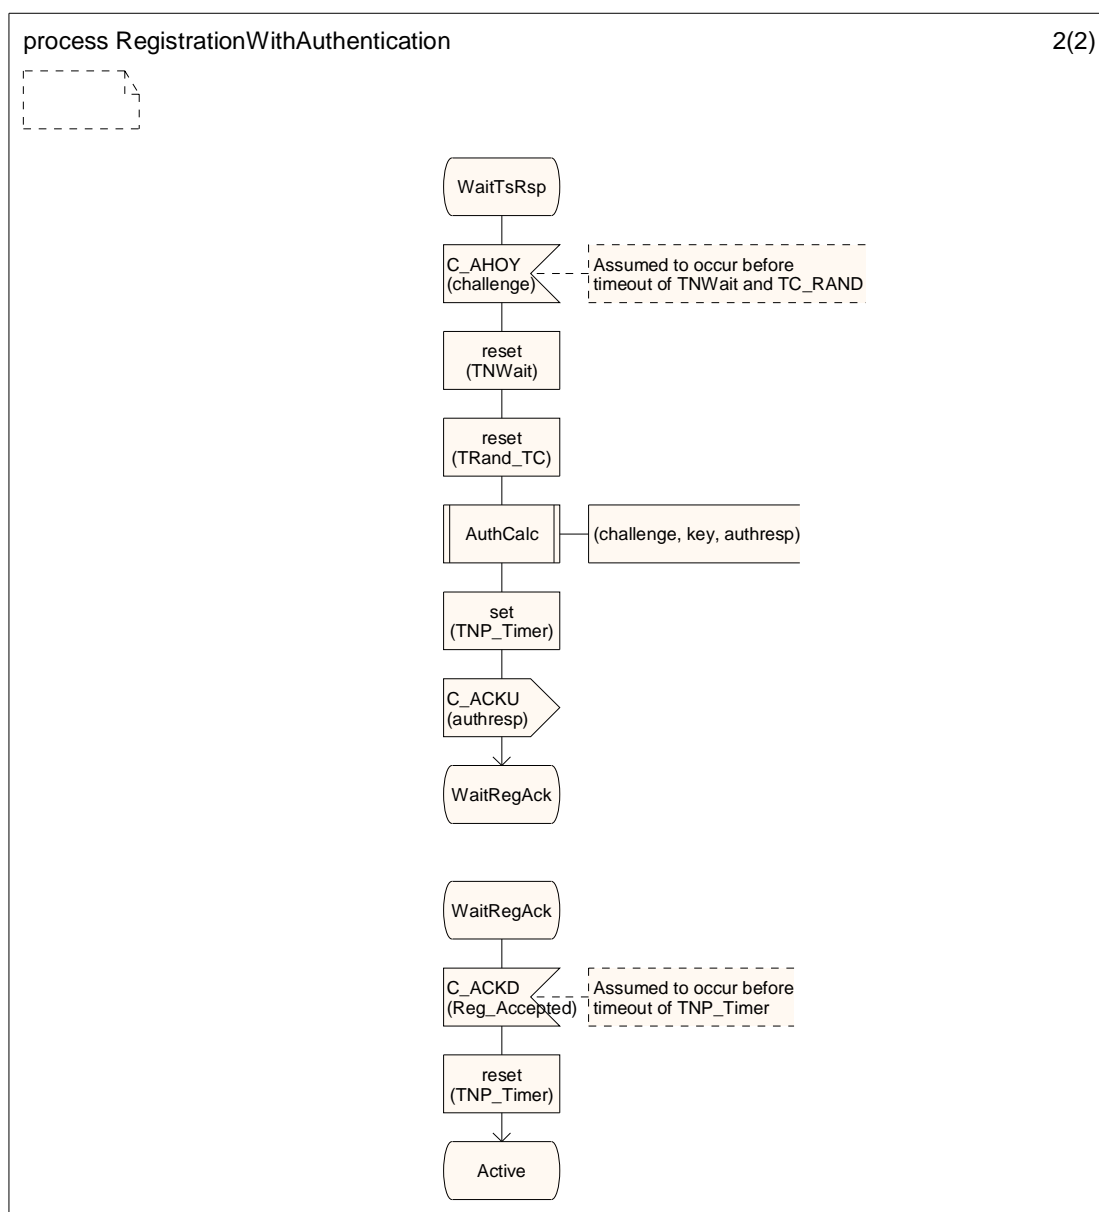 process RegistrationWithAuthentication
2(2)
WaitTsRsp
C_AHOY
(challenge)
Assumed to occur before
timeout of TNWait and TC_RAND
reset
(TNWait)
reset
(TRand_TC)
AuthCalc
(challenge, key, authresp)
set
(TNP_Timer)
C_ACKU
(authresp)
WaitRegAck
WaitRegAck
C_ACKD
(Reg_Accepted)
Assumed to occur before
timeout of TNP_Timer
reset
(TNP_Timer)
Active